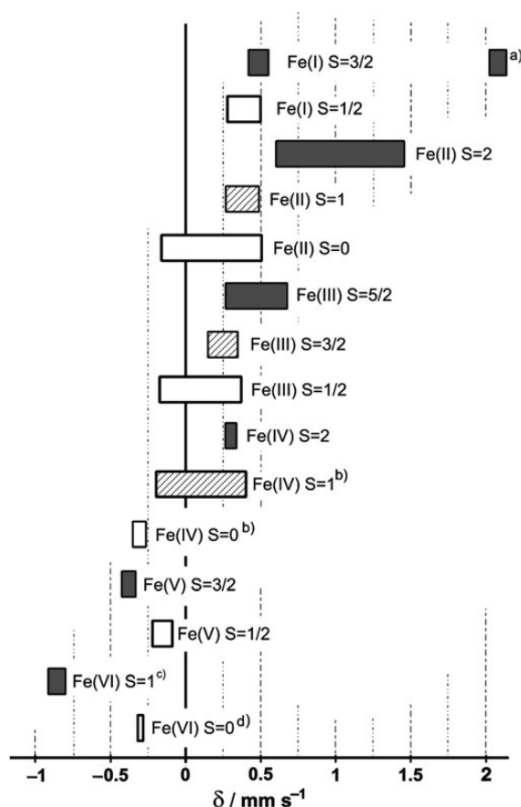 Fe(I) S=3/2 a)
Fe(I) S=1/2
Fe(II) S=2
Fe(II) S=1
Fe(II) S=0
Fe(III) S=5/2
Fe(III) S=3/2
Fe(III) S=1/2
Fe(IV) S=2
Fe(IV) S=1b)
Fe(IV) S=0 b)
Fe(V) S=3/2
Fe(V) S=1/2
Fe(VI) S=1c)
Fe(VI) S=0 d)
−1 −0.5 0 0.5 1 1.5 2
δ / mm s⁻¹